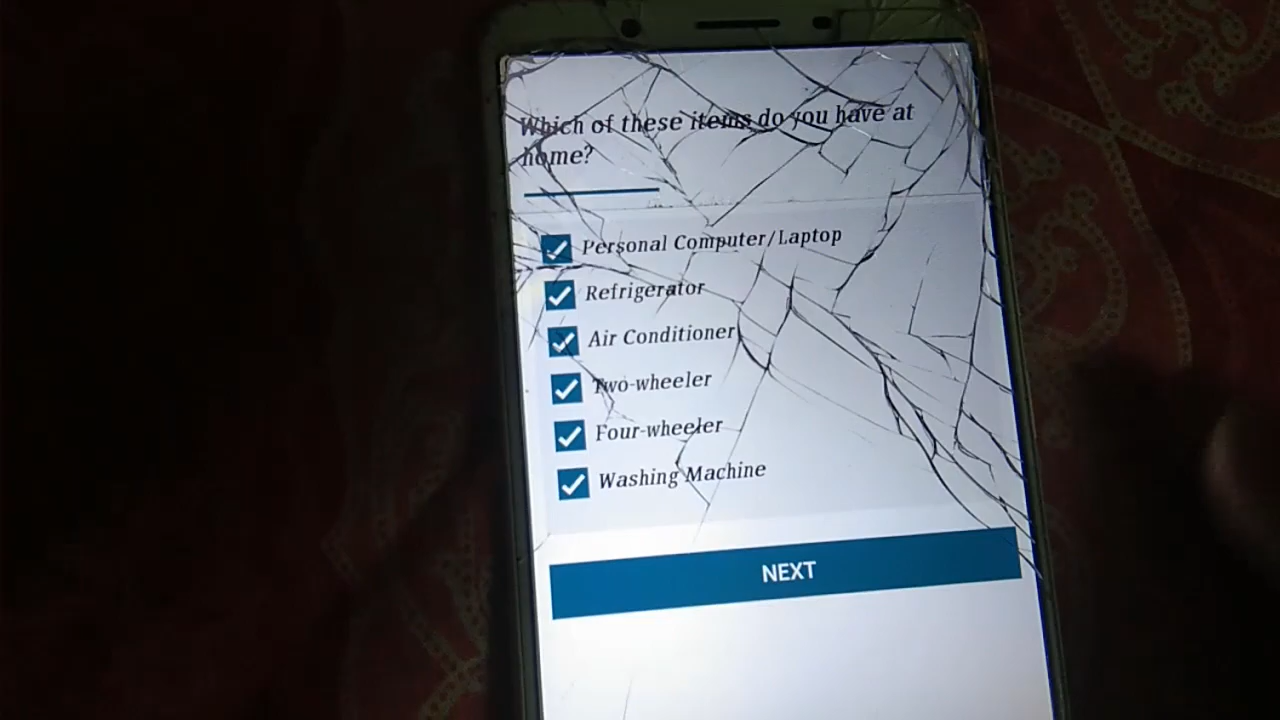 Which of these items do you have at
home?
Personal Computer/Laptop
Refrigerator
Air Conditioner
Two-wheeler
Four-wheeler
Washing Machine
NEXT